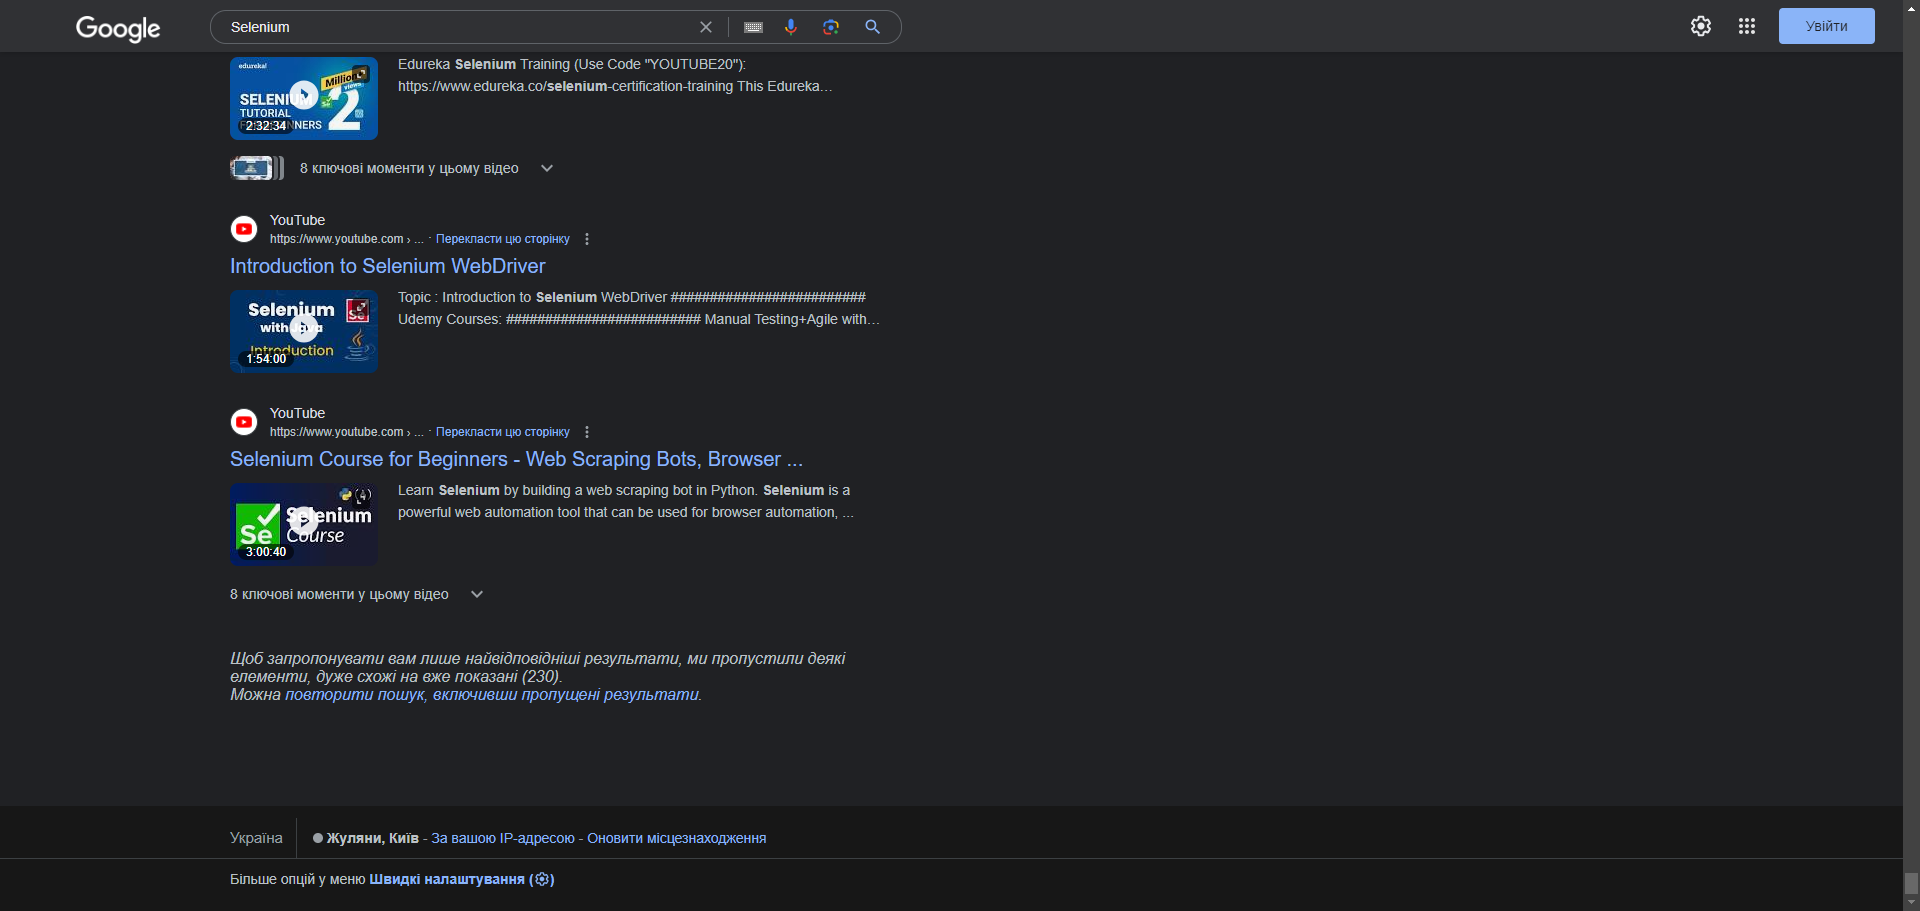 Google
Selenium
Увійти
edureka!
Million
views
SELENIUM
TUTORIAL
2
NNERS
2:32:34
Edureka Selenium Training (Use Code "YOUTUBE20"):
https://www.edureka.co/selenium-certification-training This Edureka...
8 ключові моменти у цьому відео
YouTube
https://www.youtube.com › ... · Перекласти цю сторінку
Introduction to Selenium WebDriver
Selenium
with Java
Introduction
1:54:00
Topic : Introduction to Selenium WebDriver #########################
Udemy Courses: ######################### Manual Testing+Agile with...
YouTube
https://www.youtube.com › ... · Перекласти цю сторінку
Selenium Course for Beginners - Web Scraping Bots, Browser ...
Se
Selenium
Course
3:00:40
Learn Selenium by building a web scraping bot in Python. Selenium is a
powerful web automation tool that can be used for browser automation, ...
8 ключові моменти у цьому відео
Щоб запропонувати вам лише найвідповідніші результати, ми пропустили деякі
елементи, дуже схожі на вже показані (230).
Можна повторити пошук, включивши пропущені результати.
Україна
Жуляни, Київ - За вашою IP-адресою - Оновити місцезнаходження
Більше опцій у меню Швидкі налаштування ()